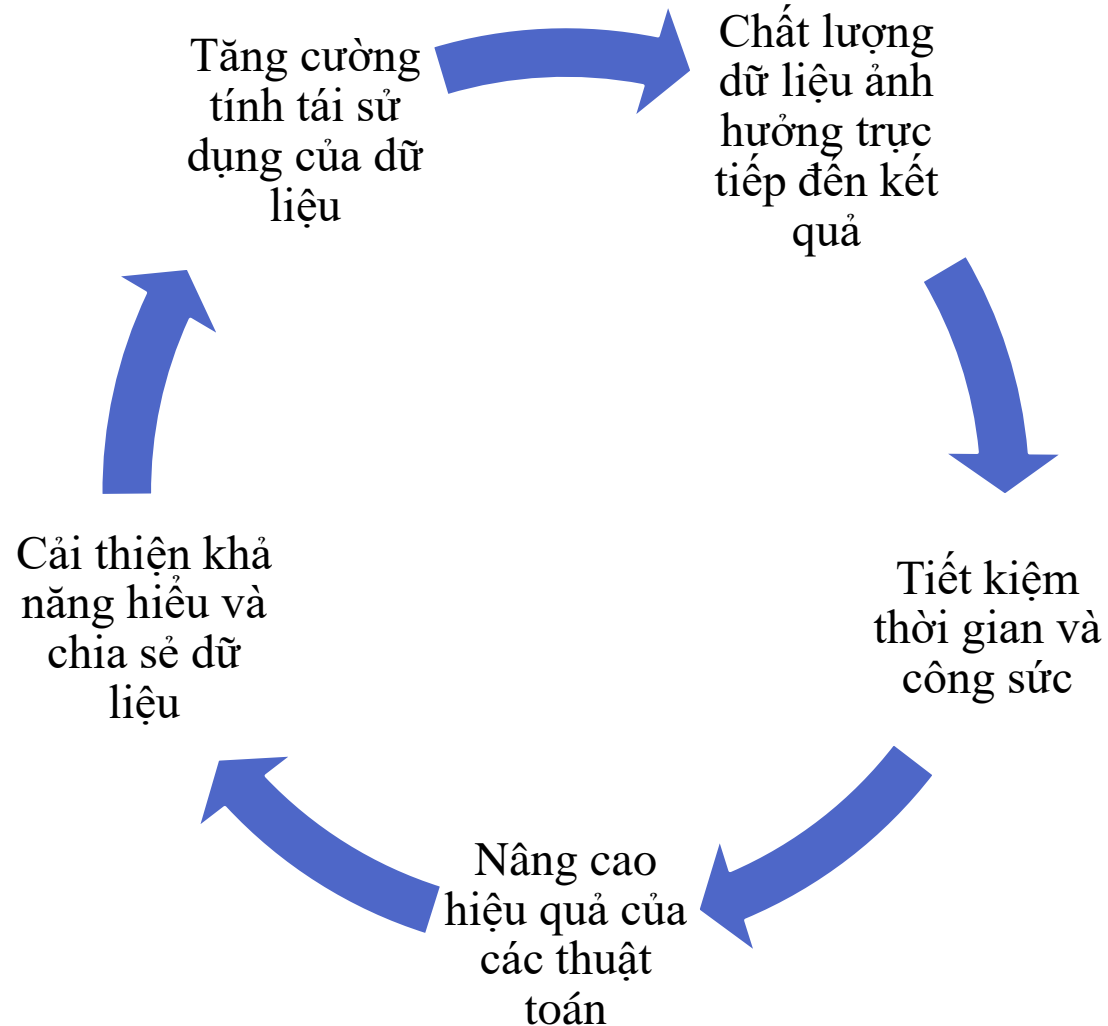 Tăng cường
tính tái sử
dụng của dữ
liệu
Chất lượng
dữ liệu ảnh
hưởng trực
tiếp đến kết
quả
Tiết kiệm
thời gian và
công sức
Nâng cao
hiệu quả của
các thuật
toán
Cải thiện khả
năng hiểu và
chia sẻ dữ
liệu